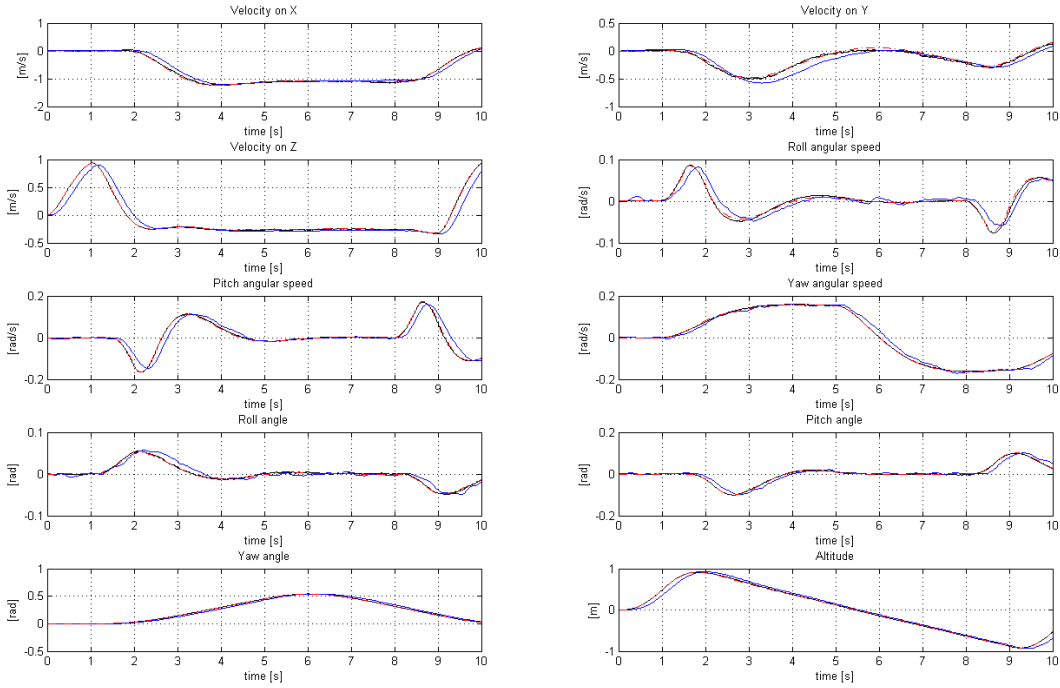 Velocity on X
1
0
-1
-2
[m/s]
0 1 2 3 4 5 6 7 8 9 10
time [s]
Velocity on Y
0.5
0
-0.5
-1
[m/s]
0 1 2 3 4 5 6 7 8 9 10
time [s]
Velocity on Z
1
0.5
0
-0.5
[m/s]
0 1 2 3 4 5 6 7 8 9 10
time [s]
Roll angular speed
0.1
0
-0.1
[rad/s]
0 1 2 3 4 5 6 7 8 9 10
time [s]
Pitch angular speed
0.2
0
-0.2
[rad/s]
0 1 2 3 4 5 6 7 8 9 10
time [s]
Yaw angular speed
0.2
0
-0.2
[rad/s]
0 1 2 3 4 5 6 7 8 9 10
time [s]
Roll angle
0.1
0
-0.1
[rad]
0 1 2 3 4 5 6 7 8 9 10
time [s]
Pitch angle
0.2
0
-0.2
[rad]
0 1 2 3 4 5 6 7 8 9 10
time [s]
Yaw angle
1
0.5
0
-0.5
[rad]
0 1 2 3 4 5 6 7 8 9 10
time [s]
Altitude
1
0
-1
[m]
0 1 2 3 4 5 6 7 8 9 10
time [s]